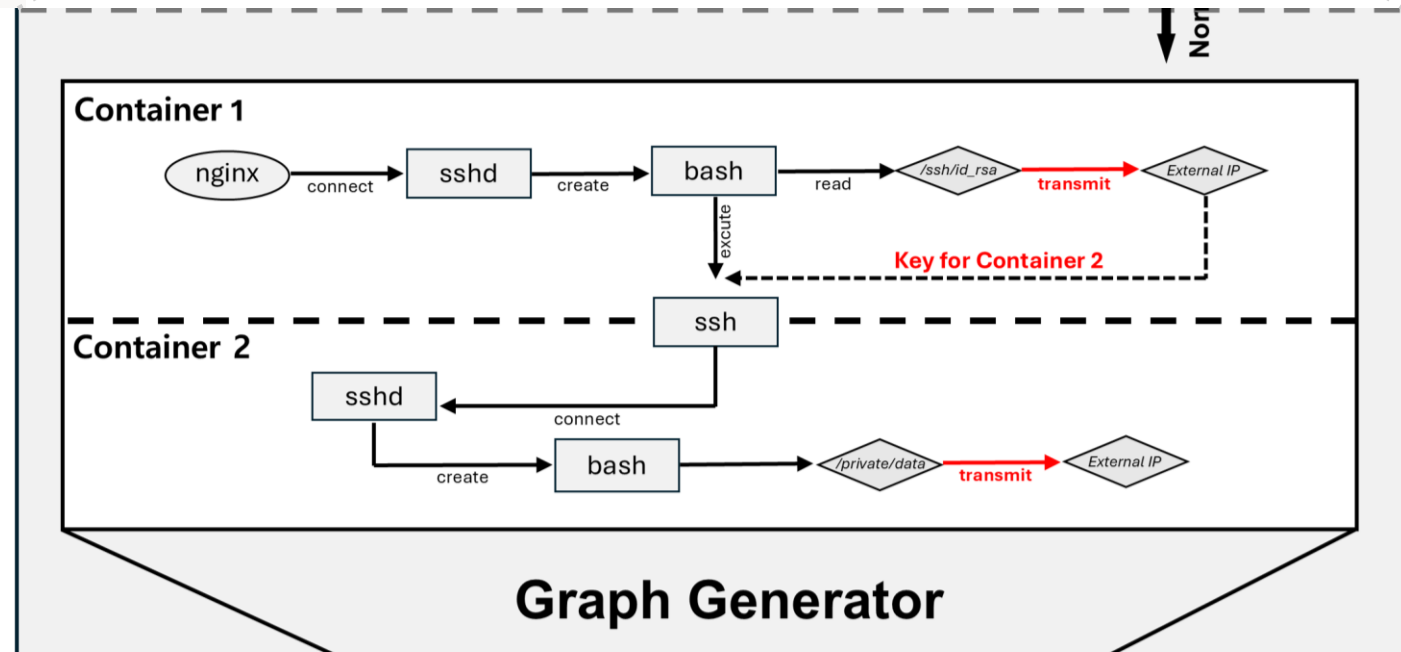 Nor
Container 1
nginx
connect
sshd
create
bash
read
/ssh/id_rsa
transmit
External IP
excute
Key for Container 2
ssh
Container 2
sshd
connect
create
bash
/private/data
transmit
External IP
Graph Generator